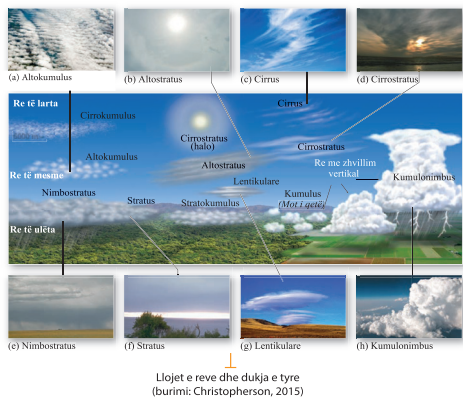 (a) Altokumulus
(b) Altostratus
(c) Cirrus
(d) Cirrostratus
Re të larta
Cirrus
Cirrokumulus
Cirrostratus
(halo)
Cirrostratus
Altokumulus
Altostratus
Re me zhvillim
vertikal
Re të mesme
Lentikulare
Kumulonimbus
Nimbostratus
Stratus
Stratokumulus
Kumulus
(Mot i qetë)
Re të ulëta
(e) Nimbostratus
(f) Stratus
(g) Lentikulare
(h) Kumulonimbus
Llojet e reve dhe dukja e tyre
(burimi: Christopherson, 2015)